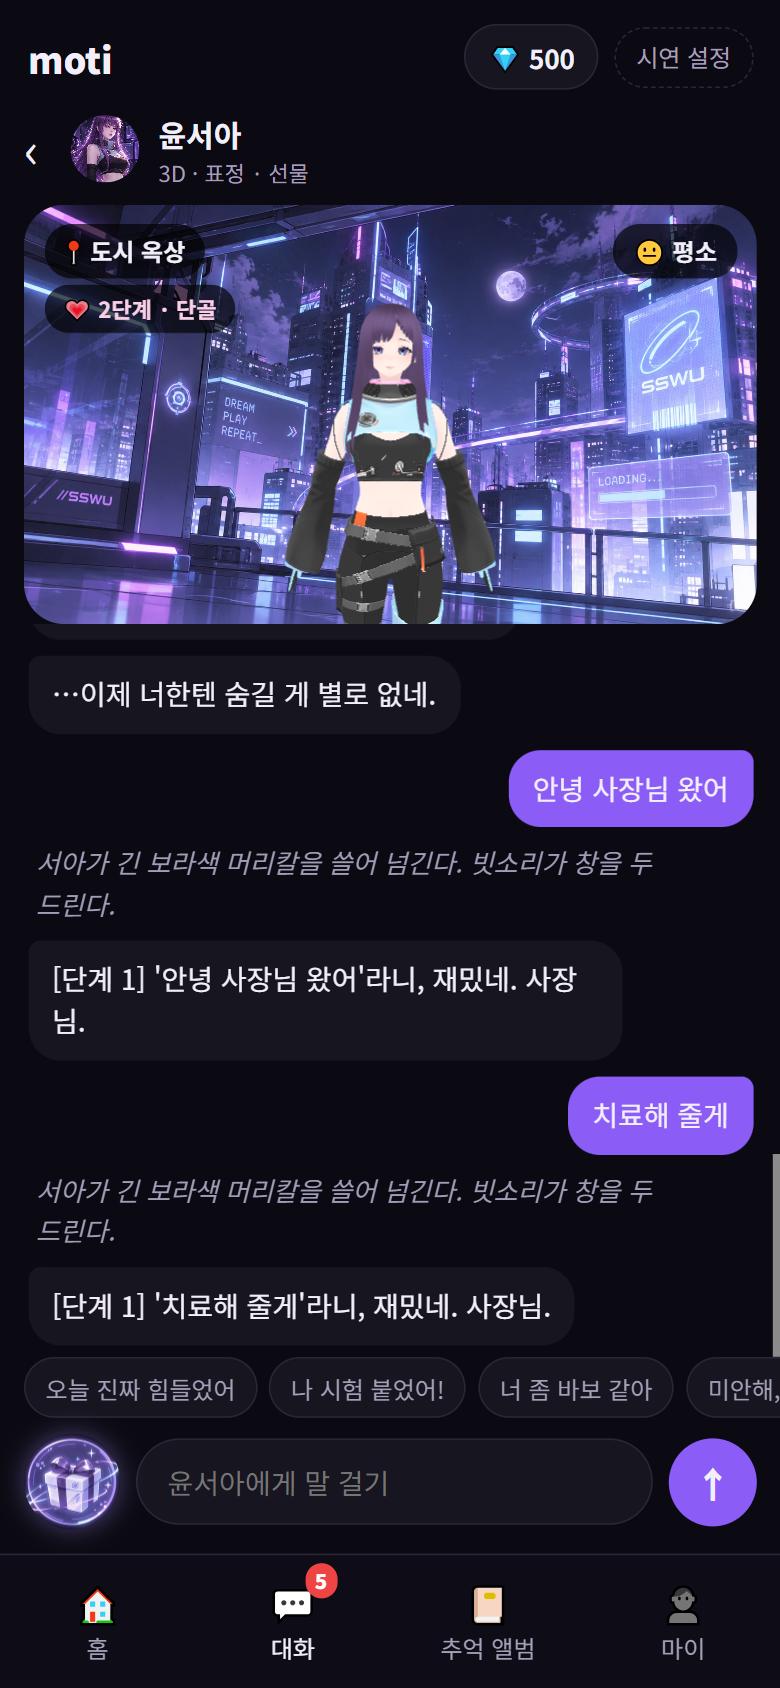 moti
500
시연 설정
윤서아
3D · 표정 · 선물
도시 옥상
평소
2단계 · 단골
SSWU
DREAM
PLAY
REPEAT_
LOADING...
//SSWU
…이제 너한텐 숨길 게 별로 없네.
안녕 사장님 왔어
서아가 긴 보라색 머리칼을 쓸어 넘긴다. 빗소리가 창을 두
드린다.
[단계 1] '안녕 사장님 왔어'라니, 재밌네. 사장
님.
치료해 줄게
서아가 긴 보라색 머리칼을 쓸어 넘긴다. 빗소리가 창을 두
드린다.
[단계 1] '치료해 줄게'라니, 재밌네. 사장님.
오늘 진짜 힘들었어
나 시험 붙었어!
너 좀 바보 같아
미안해,
윤서아에게 말 걸기
5
홈
대화
추억 앨범
마이